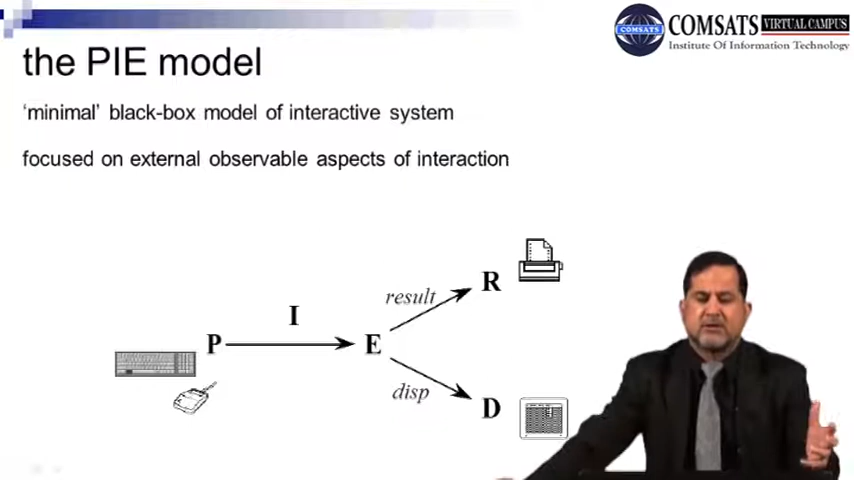 COMSATS VIRTUAL CAMPUS
COMSATS
Institute Of Information Technology
the PIE model
‘minimal’ black-box model of interactive system
focused on external observable aspects of interaction
result
R
I
P
E
disp
D